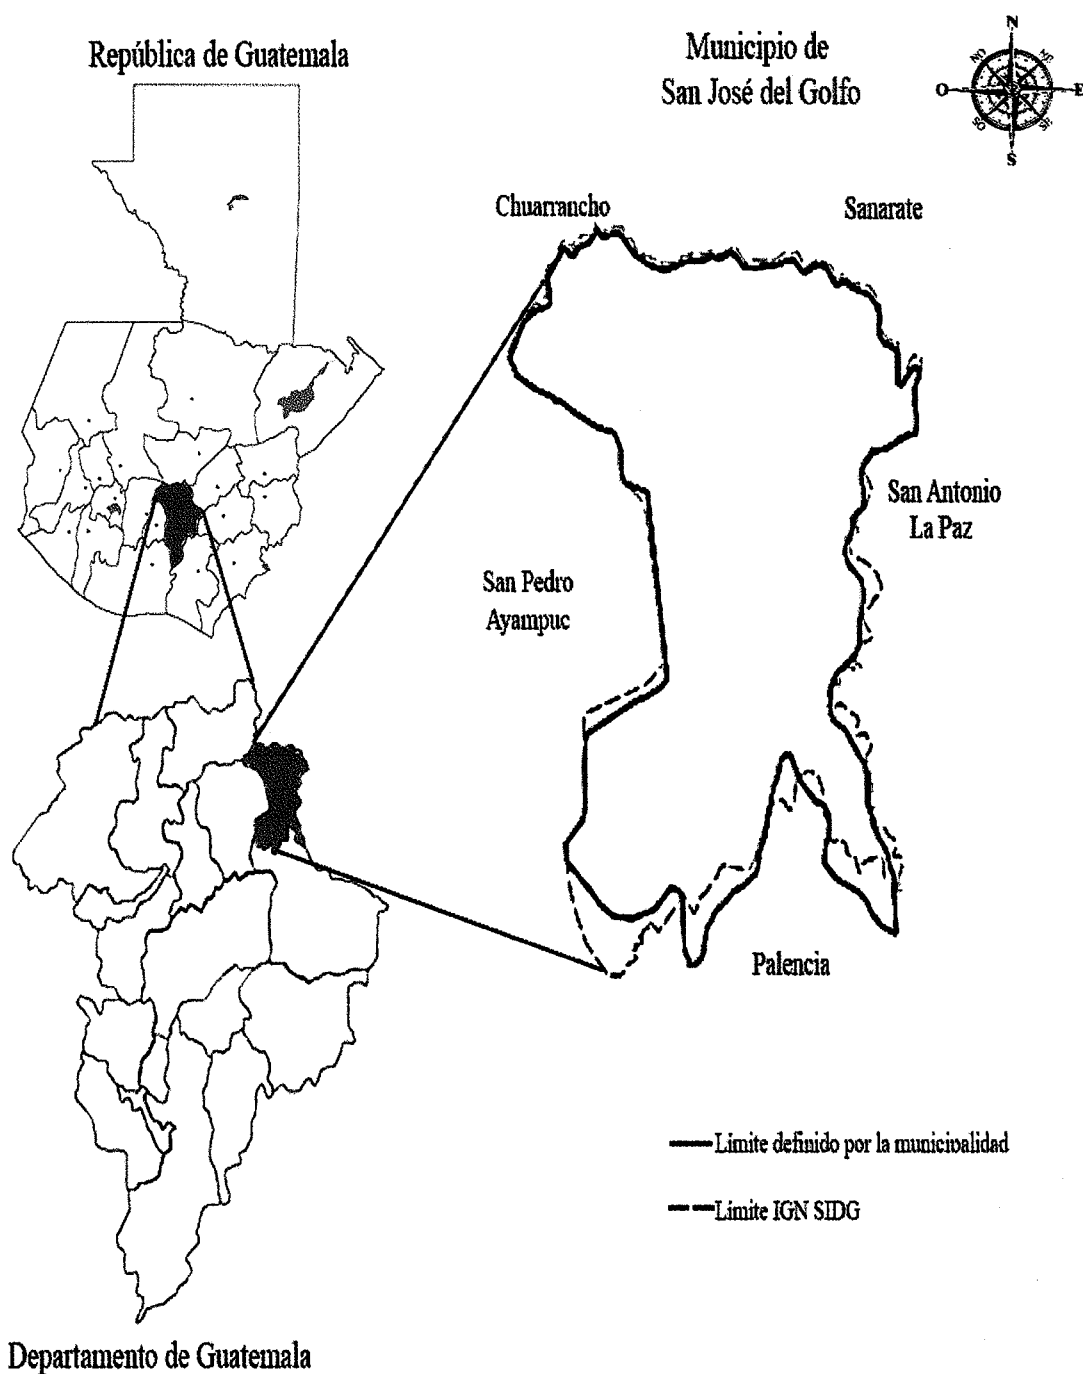 República de Guatemala
Municipio de
San José del Golfo
N
NO
NE
O
E
SO
SE
S
Chuarrancho
Sanarate
San Antonio
La Paz
San Pedro
Ayampuc
Palencia
Límite definido por la municipalidad
Límite IGN SIDG
Departamento de Guatemala